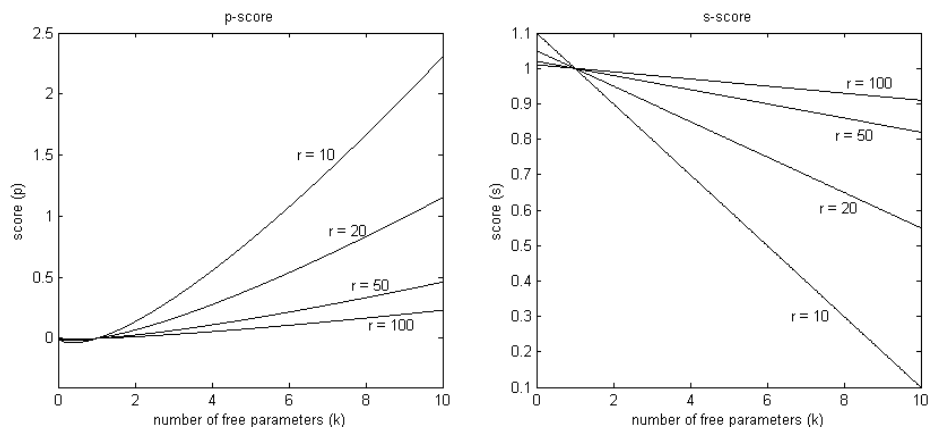 p-score
2.5
2
1.5
1
0.5
0
score (p)
r = 10
r = 20
r = 50
r = 100
0 2 4 6 8 10
number of free parameters (k)
s-score
1.1
1
0.9
0.8
0.7
0.6
0.5
0.4
0.3
0.2
0.1
score (s)
r = 100
r = 50
r = 20
r = 10
0 2 4 6 8 10
number of free parameters (k)